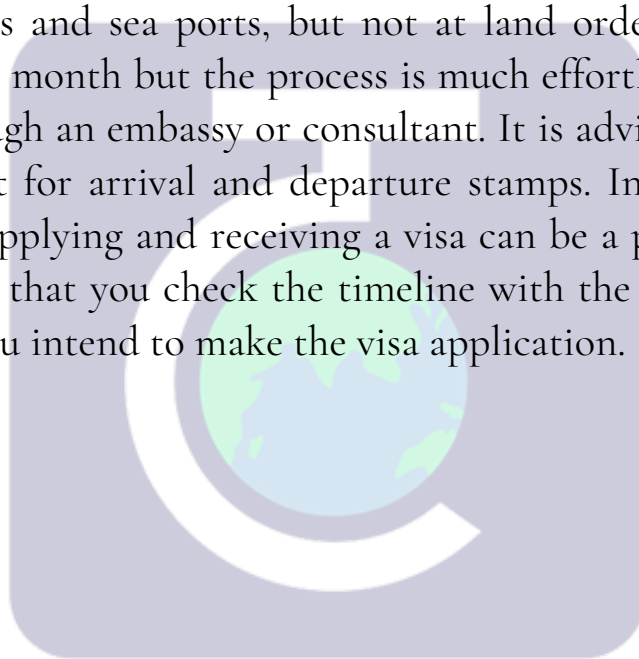 s and sea ports, but not at land orde
month but the process is much effortl
ugh an embassy or consultant. It is advi
t for arrival and departure stamps. In
pplying and receiving a visa can be a p
that you check the timeline with the
u intend to make the visa application.